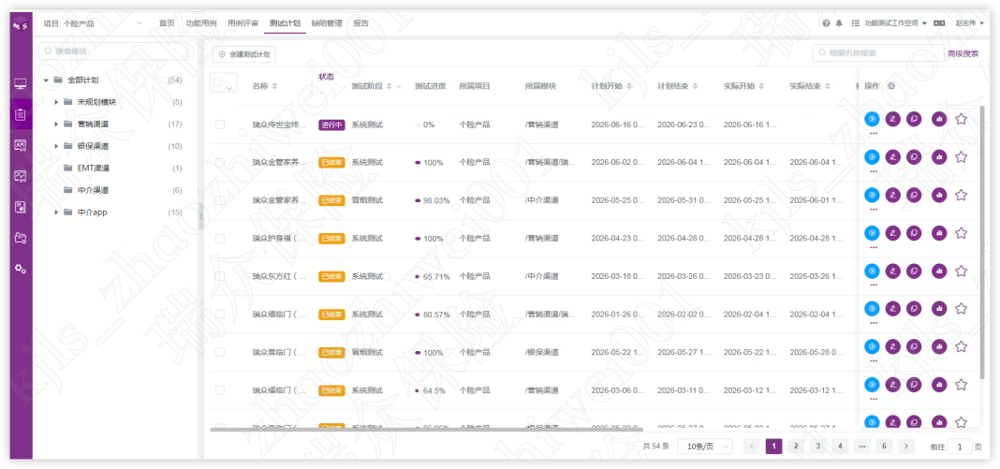 MS 项目 个险产品 首页 功能用例 用例评审 测试计划 缺陷管理 报告 功能测试工作空间 赵志伟
搜索模块
全部计划 (54)
未规划模块 (5)
营销渠道 (17)
银保渠道 (10)
EMT渠道 (1)
中介渠道 (6)
中介app (15)
创建测试计划 根据名称搜索 高级搜索
名称 状态 测试阶段 测试进度 所属项目 所属模块 计划开始 计划结束 实际开始 实际结束 操作
瑞众传世宝终... 进行中 系统测试 0% 个险产品 /营销渠道 2026-06-16 0... 2026-06-23 0... 2026-06-16 1...
瑞众金管家养... 已结束 系统测试 100% 个险产品 /营销渠道/瑞... 2026-06-02 0... 2026-06-04 1... 2026-06-04 1... 2026-06-04 1...
瑞众金管家养... 已结束 冒烟测试 98.03% 个险产品 /中介渠道 2026-05-25 0... 2026-05-31 0... 2026-05-25 1... 2026-06-01 1...
瑞众护身福（... 已结束 系统测试 100% 个险产品 /营销渠道 2026-04-23 0... 2026-04-28 0... 2026-04-28 1... 2026-04-28 1...
瑞众东方红（... 已结束 系统测试 65.71% 个险产品 /中介渠道 2026-03-18 0... 2026-03-26 0... 2026-03-23 0... 2026-03-26 1...
瑞众福临门（... 已结束 系统测试 80.57% 个险产品 /营销渠道/瑞... 2026-01-26 0... 2026-02-02 0... 2026-02-04 1... 2026-02-04 1...
瑞众喜临门（... 已结束 冒烟测试 100% 个险产品 /银保渠道 2026-05-22 1... 2026-05-27 1... 2026-05-22 1... 2026-05-28 0...
瑞众福临门（... 已结束 系统测试 64.5% 个险产品 /营销渠道 2026-03-06 0... 2026-03-11 0... 2026-03-12 1... 2026-03-12 1...
共 54 条 10条/页 1 2 3 4 ... 6 前往 1 页